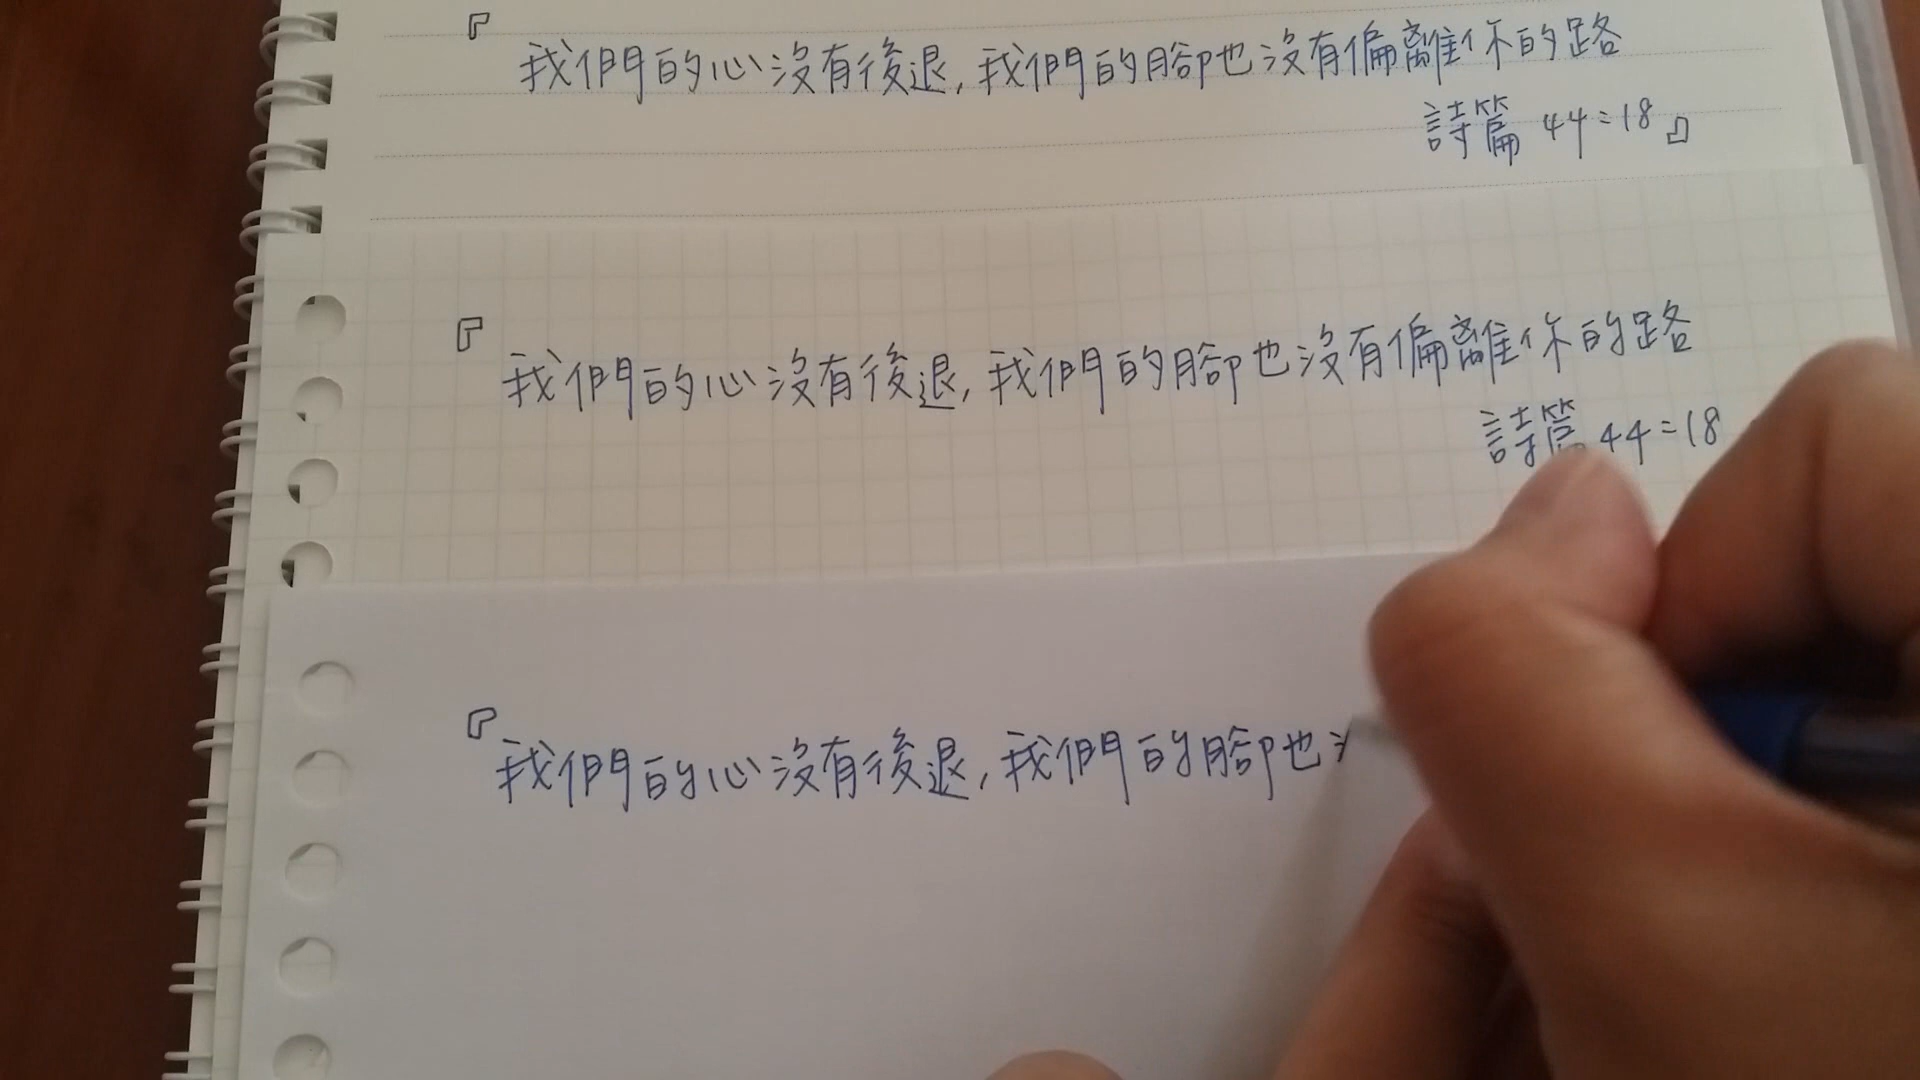 『我們的心沒有後退,我們的腳也沒有偏離你的路
詩篇 44:18』
『我們的心沒有後退,我們的腳也沒有偏離你的路
詩篇 44:18
『我們的心沒有後退,我們的腳也